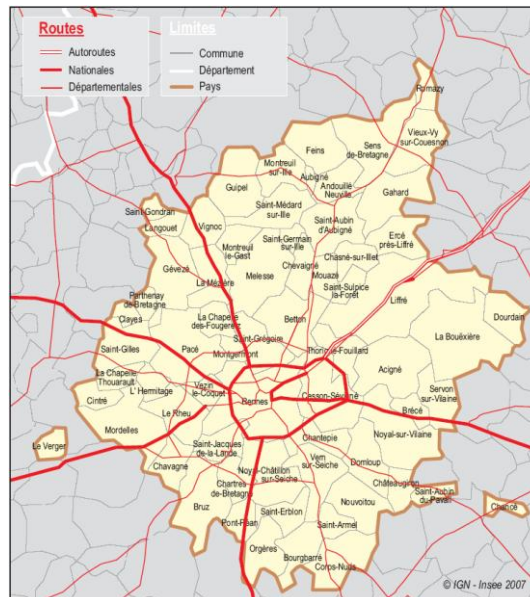 Routes
Autoroutes
Nationales
Départementales
Limites
Commune
Département
Pays
Romazy
Vieux-Vy
sur-Couesnon
Sens
de-Bretagne
Feins
Montreuil
sur-Ille
Aubigné
Andouillé
Neuville
Gahard
Guipel
Saint-Médard
sur-Ille
Saint-Aubin
d'Aubigné
Saint-Gondran
Langouet
Vignoc
Ercé
près-Liffré
Montreuil
le-Gast
Saint-Germain
sur-Ille
Chevaigné
Chasné-sur-Illet
Mouazé
Gévezé
Melesse
La Mézière
Saint-Sulpice
la-Forêt
Liffré
Parthenay
de-Bretagne
Clayes
La Chapelle
des-Fougeretz
Betton
Dourdain
La Bouëxière
Saint-Grégoire
Saint-Gilles
Pacé
Montgermont
Thorigné-Fouillard
Acigné
La Chapelle
Thouarault
L' Hermitage
Vezin
le-Coquet
Rennes
Cesson-Sévigné
Servon
sur-Vilaine
Cintré
Le Rheu
Brécé
Mordelles
Chantepie
Noyal-sur-Vilaine
Le Verger
Saint-Jacques
de-la-Lande
Vern
sur-Seiche
Domloup
Chavagne
Noyal-Châtillon
sur-Seiche
Chartres
de-Bretagne
Châteaugiron
Saint-Aubin
du-Pavail
Nouvoitou
Chancé
Bruz
Saint-Erblon
Pont-Péan
Saint-Armel
Orgères
Bourgbarré
Corps-Nuds
© IGN - Insee 2007